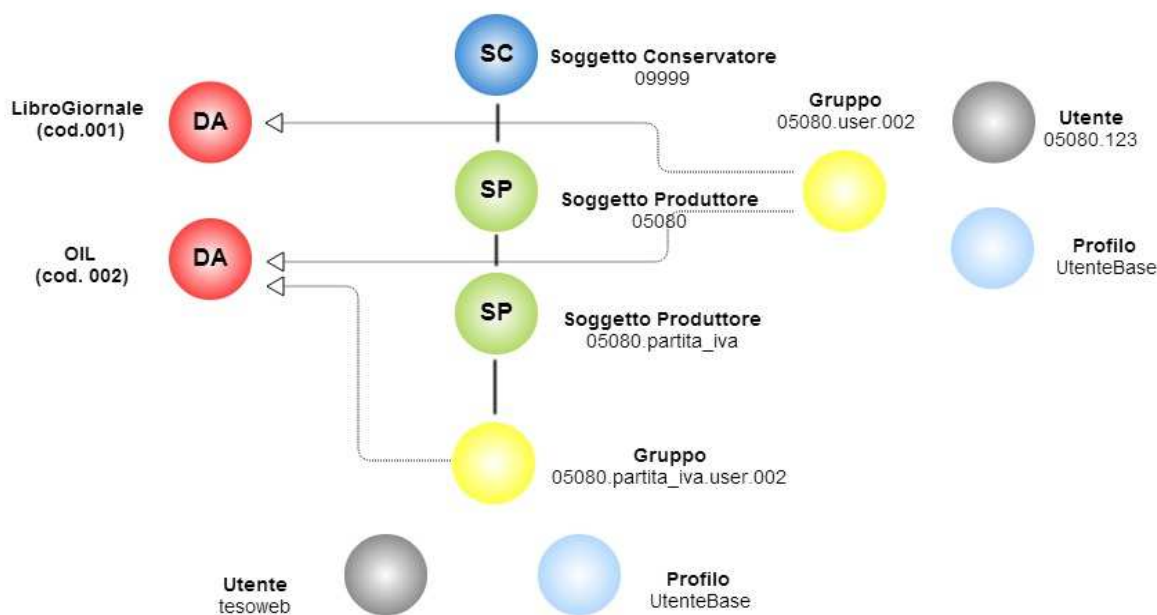 SC
Soggetto Conservatore
09999
LibroGiornale
(cod.001)
DA
Gruppo
05080.user.002
Utente
05080.123
SP
Soggetto Produttore
05080
OIL
(cod. 002)
DA
Profilo
UtenteBase
SP
Soggetto Produttore
05080.partita_iva
Gruppo
05080.partita_iva.user.002
Utente
tesoweb
Profilo
UtenteBase